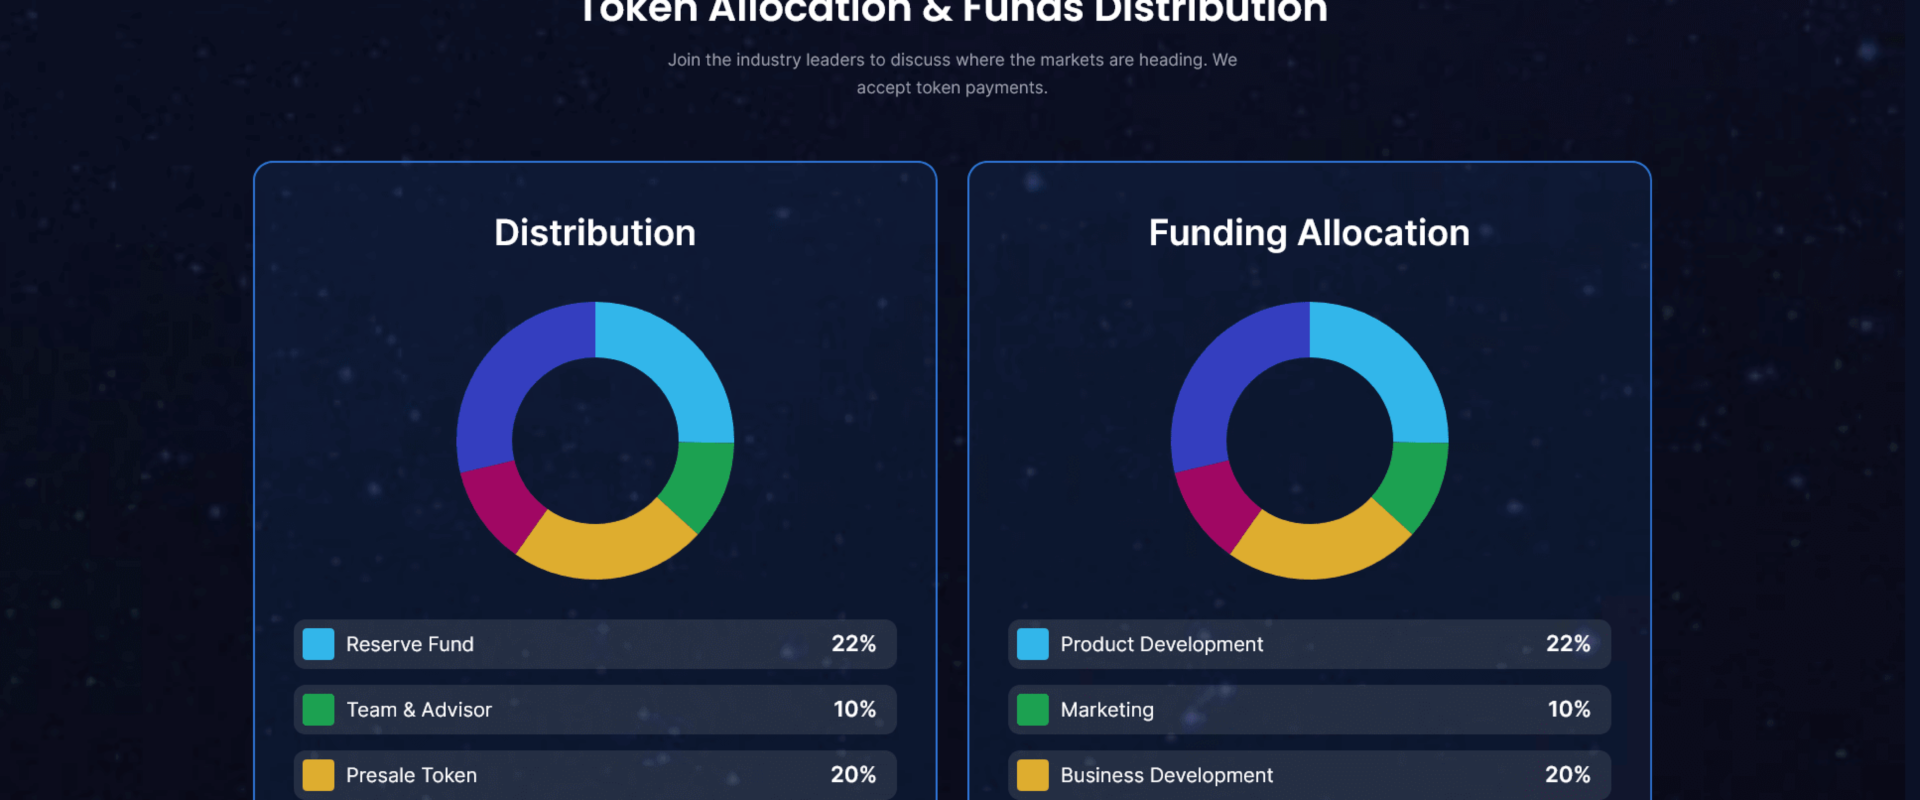 Token Allocation & Funds Distribution
Join the industry leaders to discuss where the markets are heading. We
accept token payments.
Distribution
Reserve Fund 22%
Team & Advisor 10%
Presale Token 20%
Funding Allocation
Product Development 22%
Marketing 10%
Business Development 20%